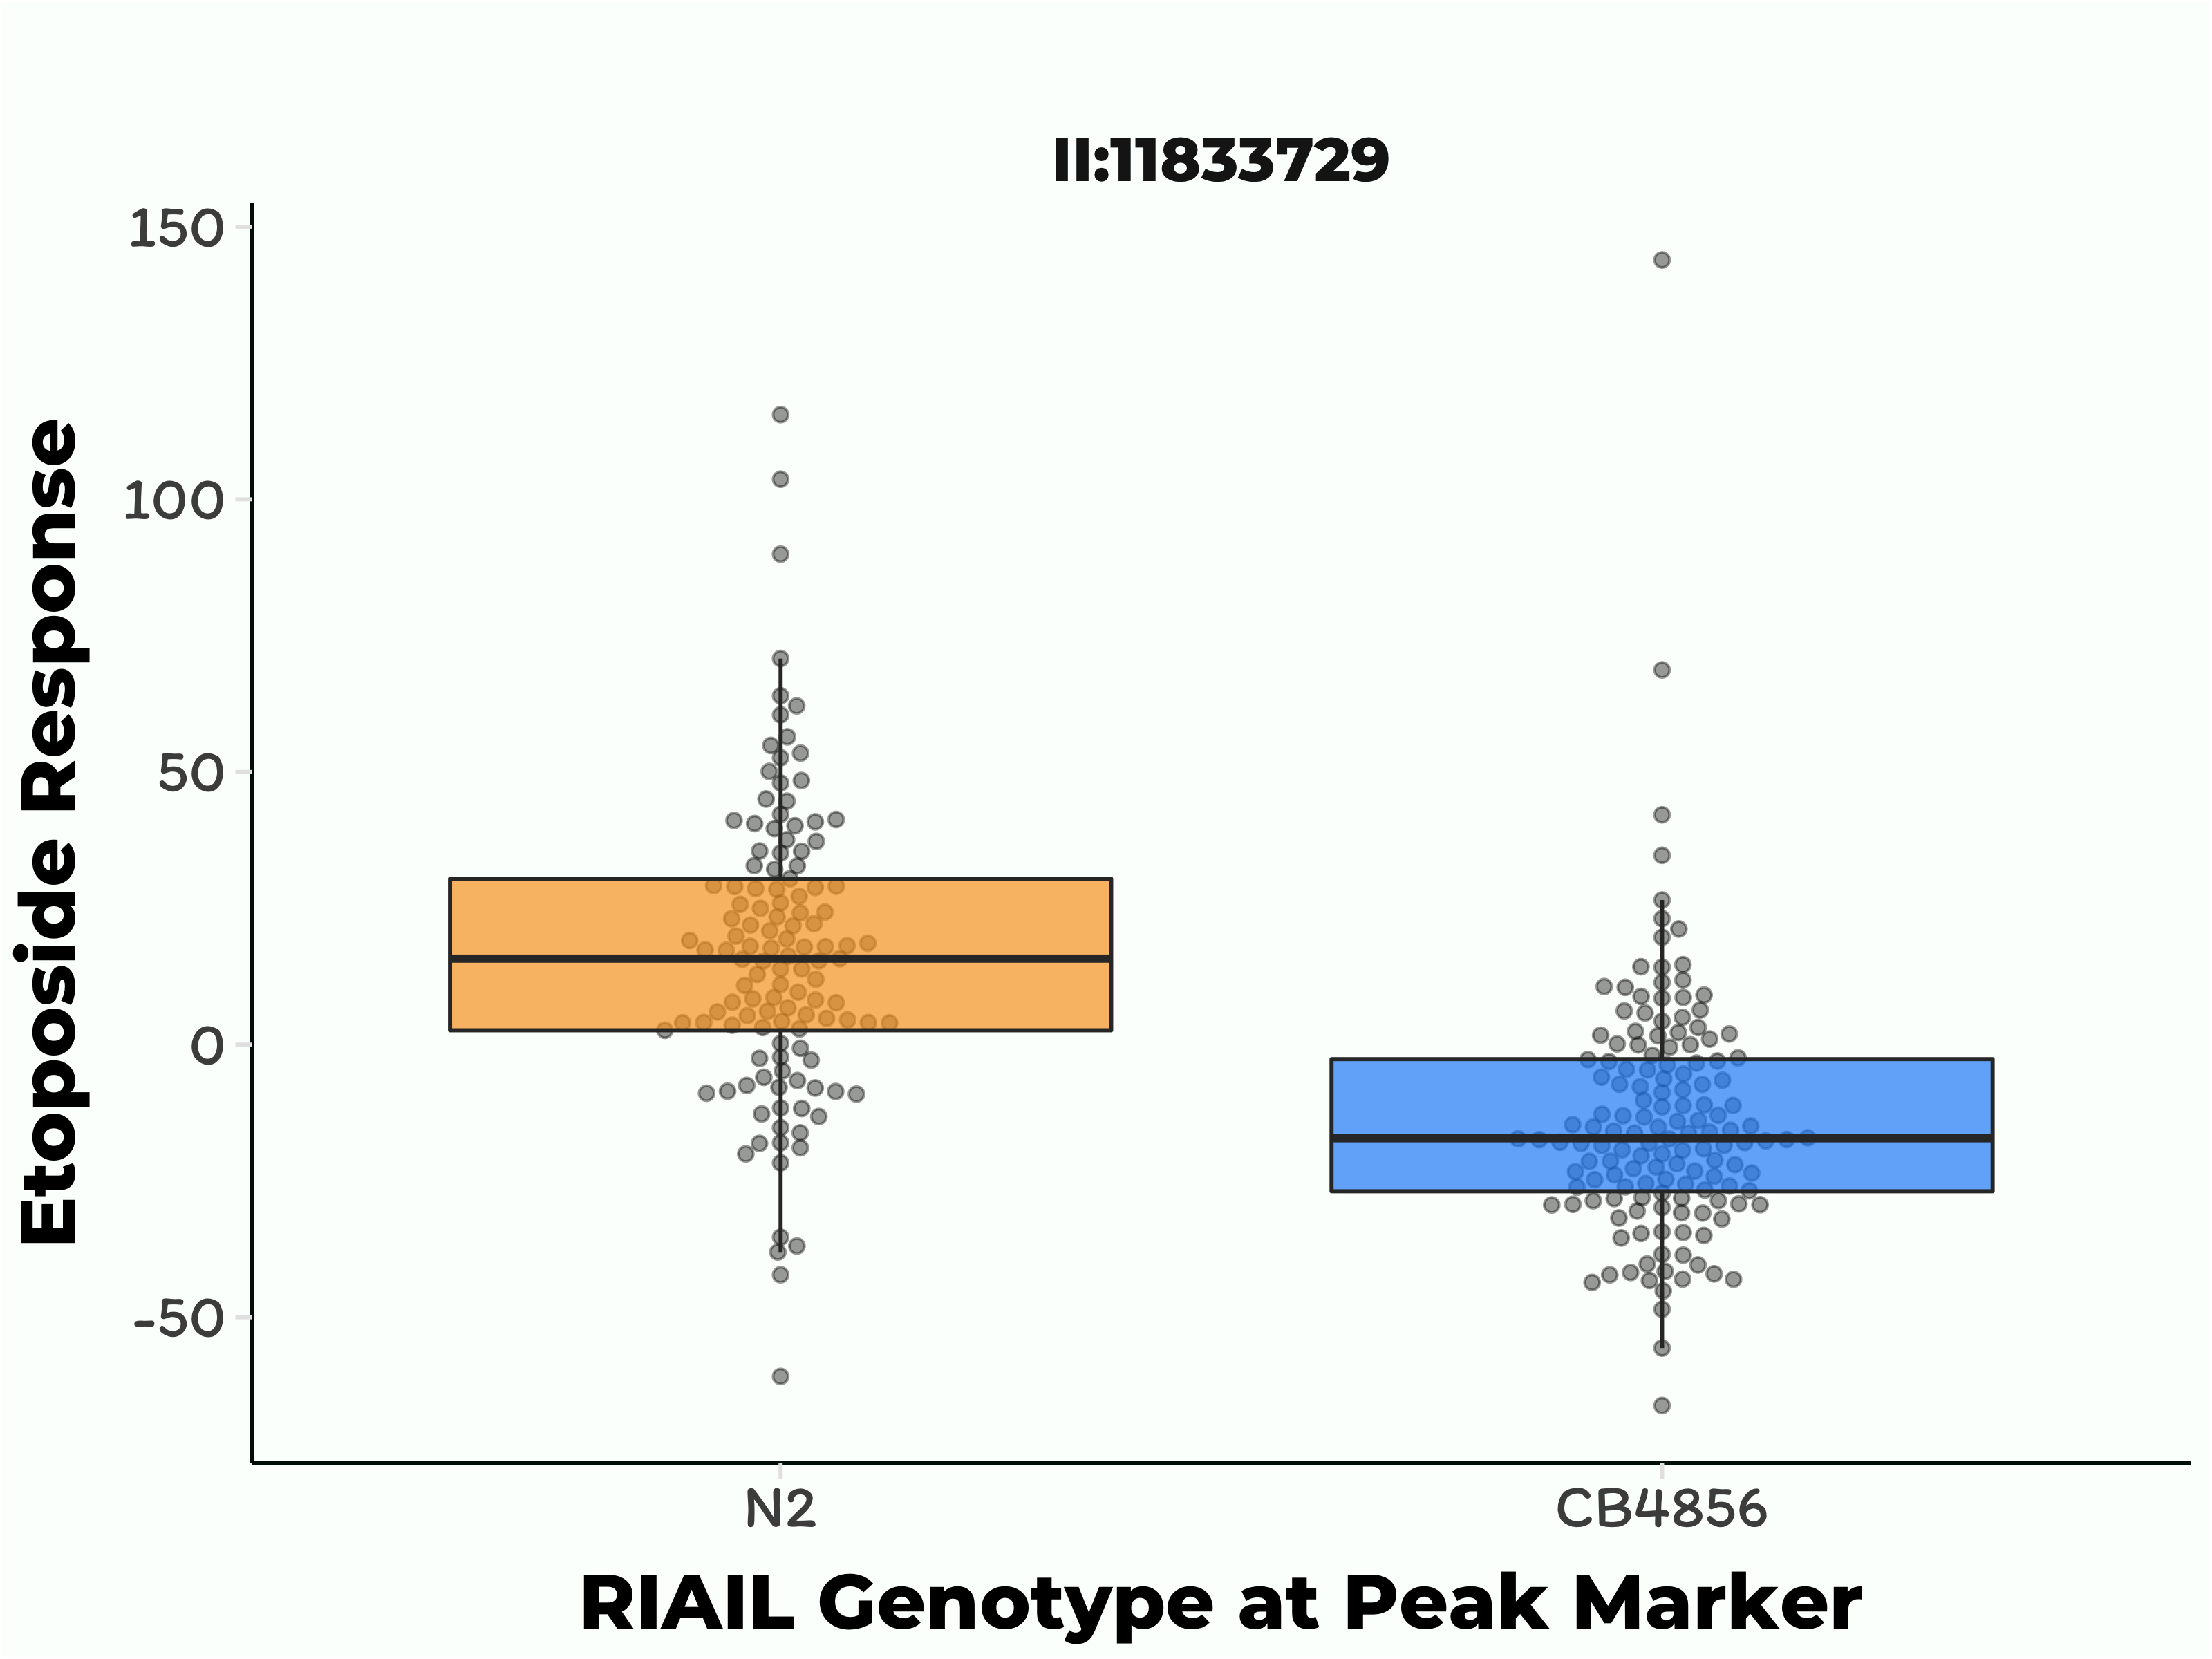 II:11833729
150
100
50
0
-50
Etoposide Response
N2
CB4856
RIAIL Genotype at Peak Marker